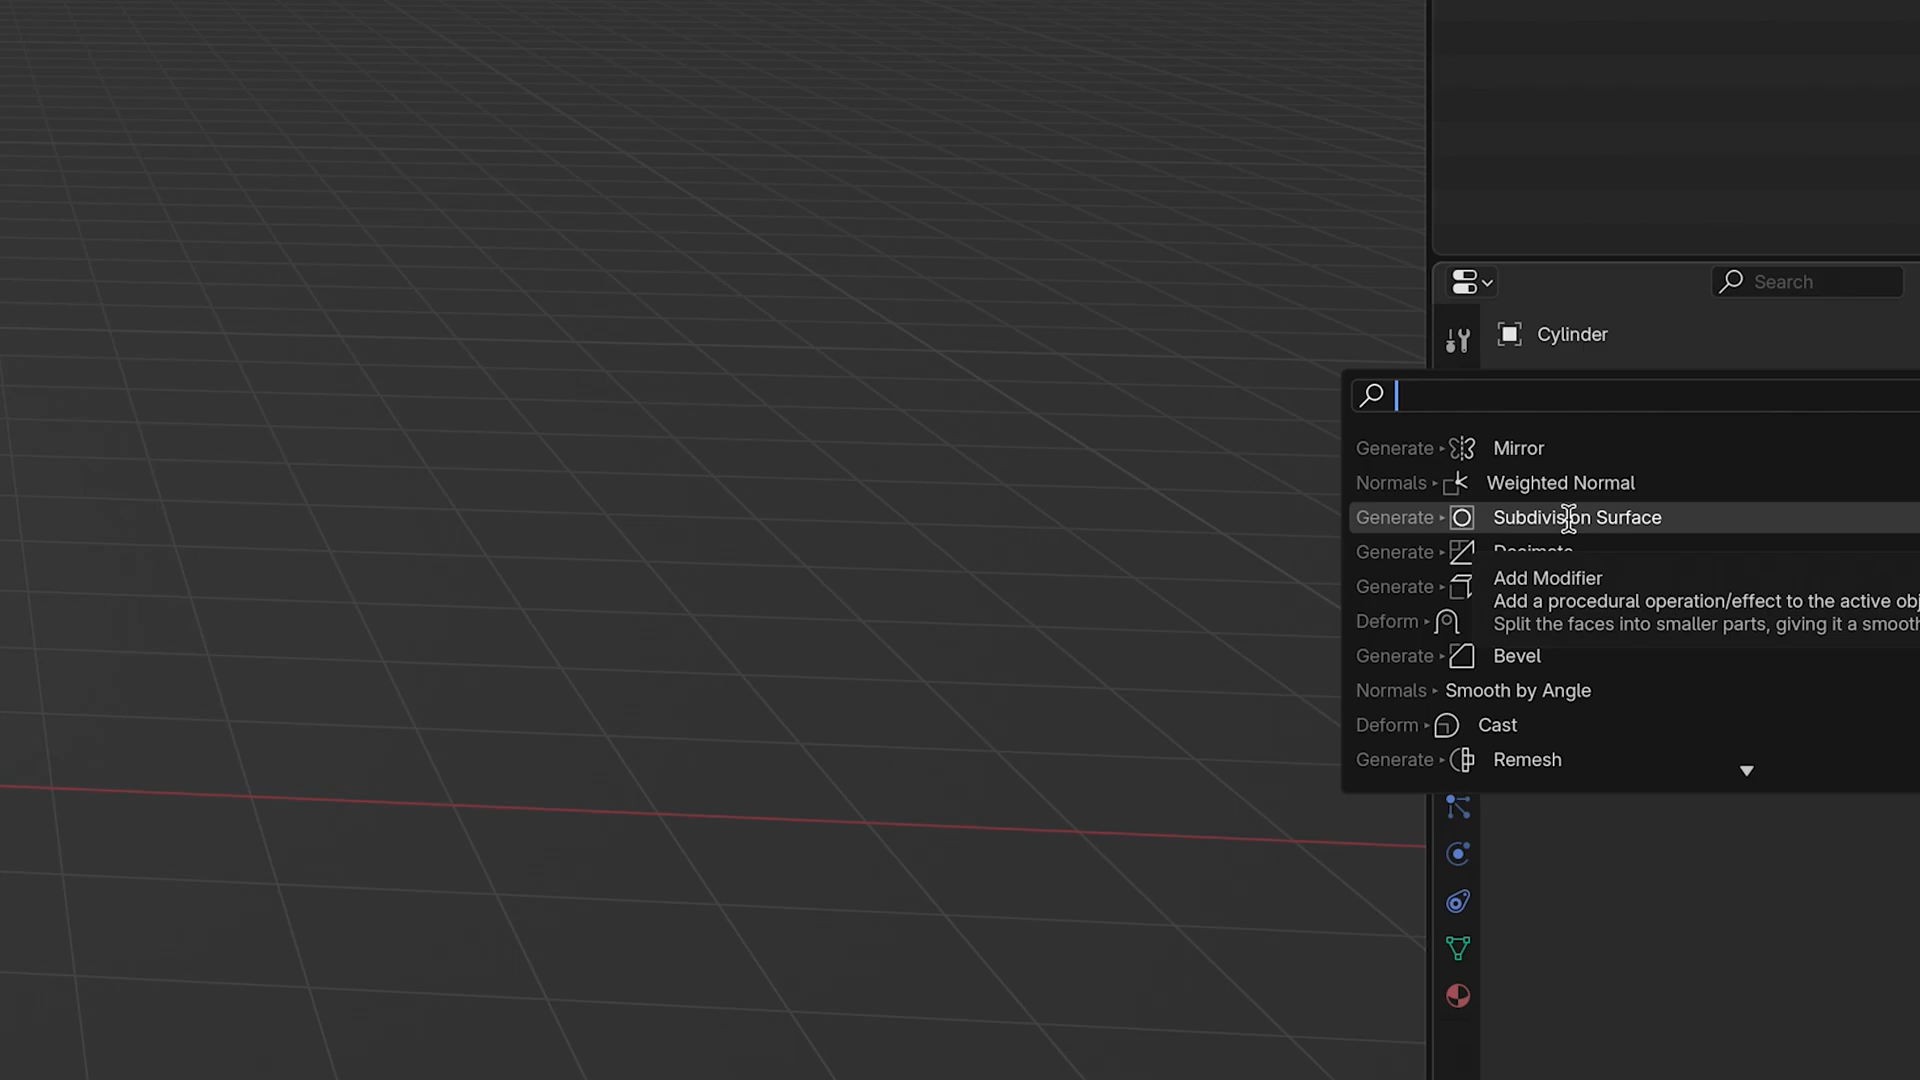 Search
Cylinder
Generate Mirror
Normals Weighted Normal
Generate Subdivision Surface
Generate Decimate
Add Modifier
Add a procedural operation/effect to the active obj
Generate
Split the faces into smaller parts, giving it a smooth
Deform
Generate Bevel
Normals Smooth by Angle
Deform Cast
Generate Remesh